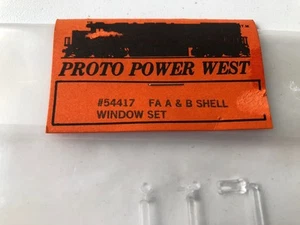 PROTO POWER WEST
#54417 FA A & B SHELL
WINDOW SET